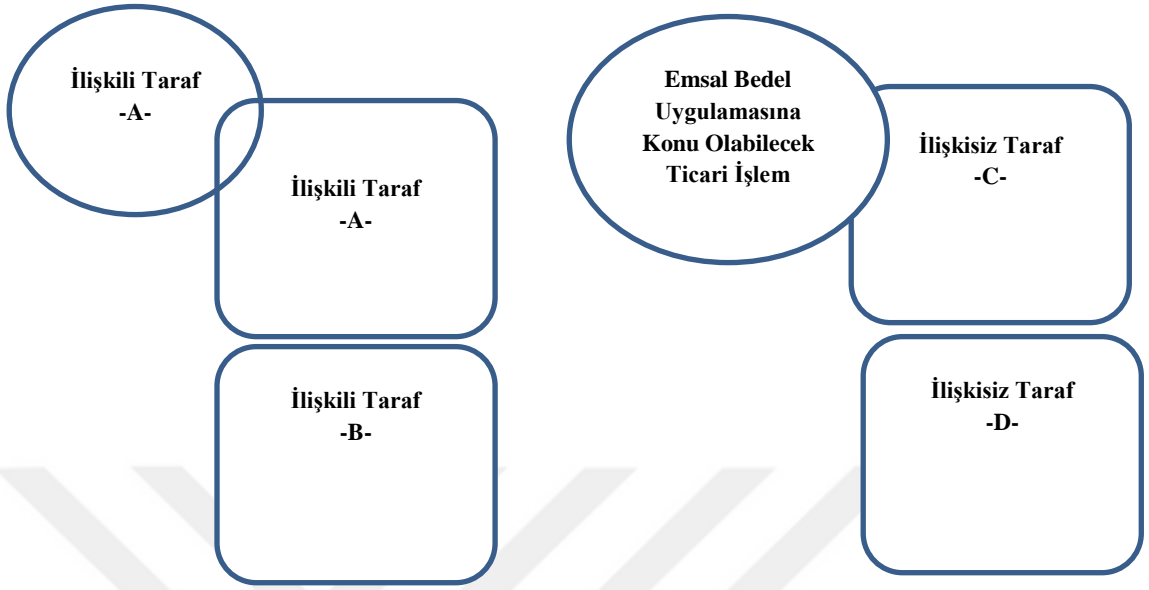 İlişkili Taraf
-A-
İlişkili Taraf
-A-
İlişkili Taraf
-B-
Emsal Bedel
Uygulamasına
Konu Olabilecek
Ticari İşlem
İlişkisiz Taraf
-C-
İlişkisiz Taraf
-D-